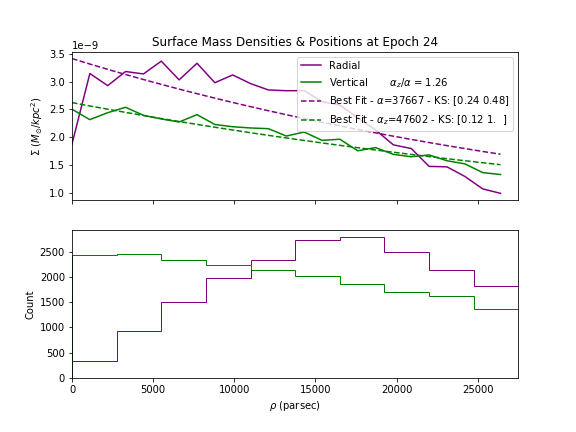 Surface Mass Densities & Positions at Epoch 24
1e−9
3.5
3.0
2.5
2.0
1.5
1.0
Σ (M⊙/kpc²)
Radial
Vertical α_z/α = 1.26
Best Fit - α=37667 - KS: [0.24 0.48]
Best Fit - α_z=47602 - KS: [0.12 1. ]
2500
2000
1500
1000
500
0
Count
0 5000 10000 15000 20000 25000
ρ (parsec)